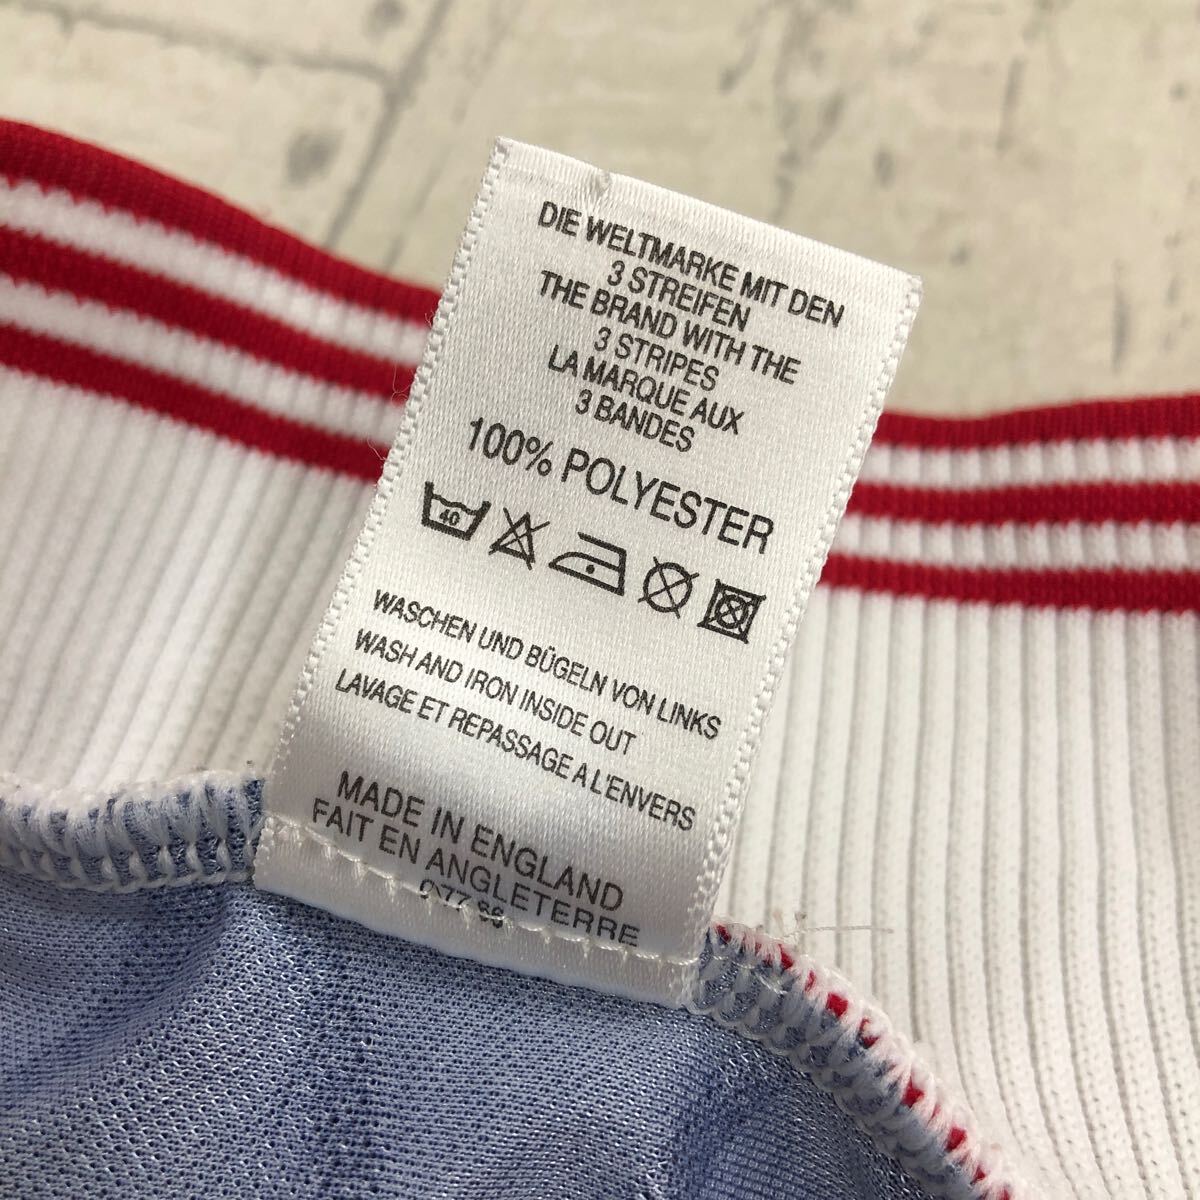 DIE WELTMARKE MIT DEN
3 STREIFEN
THE BRAND WITH THE
3 STRIPES
LA MARQUE AUX
3 BANDES
100% POLYESTER
40
WASCHEN UND BÜGELN VON LINKS
WASH AND IRON INSIDE OUT
LAVAGE ET REPASSAGE A L'ENVERS
MADE IN ENGLAND
FAIT EN ANGLETERRE